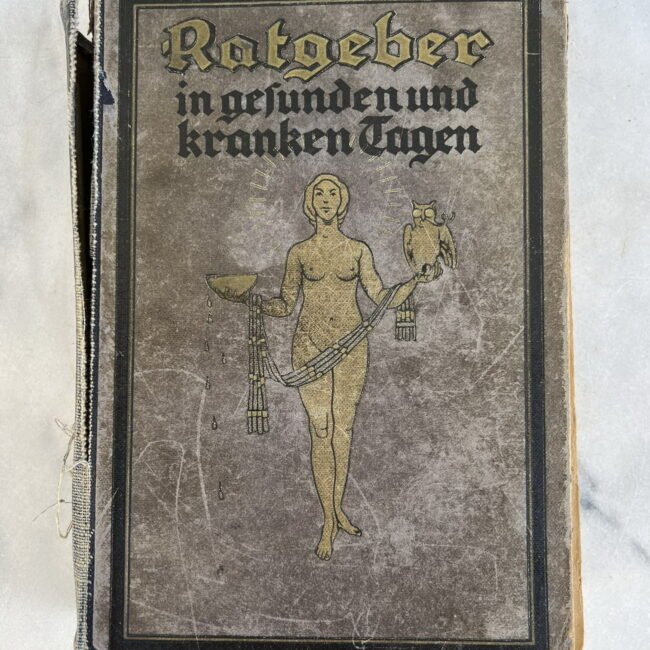 Ratgeber
in gesunden und
kranken Tagen